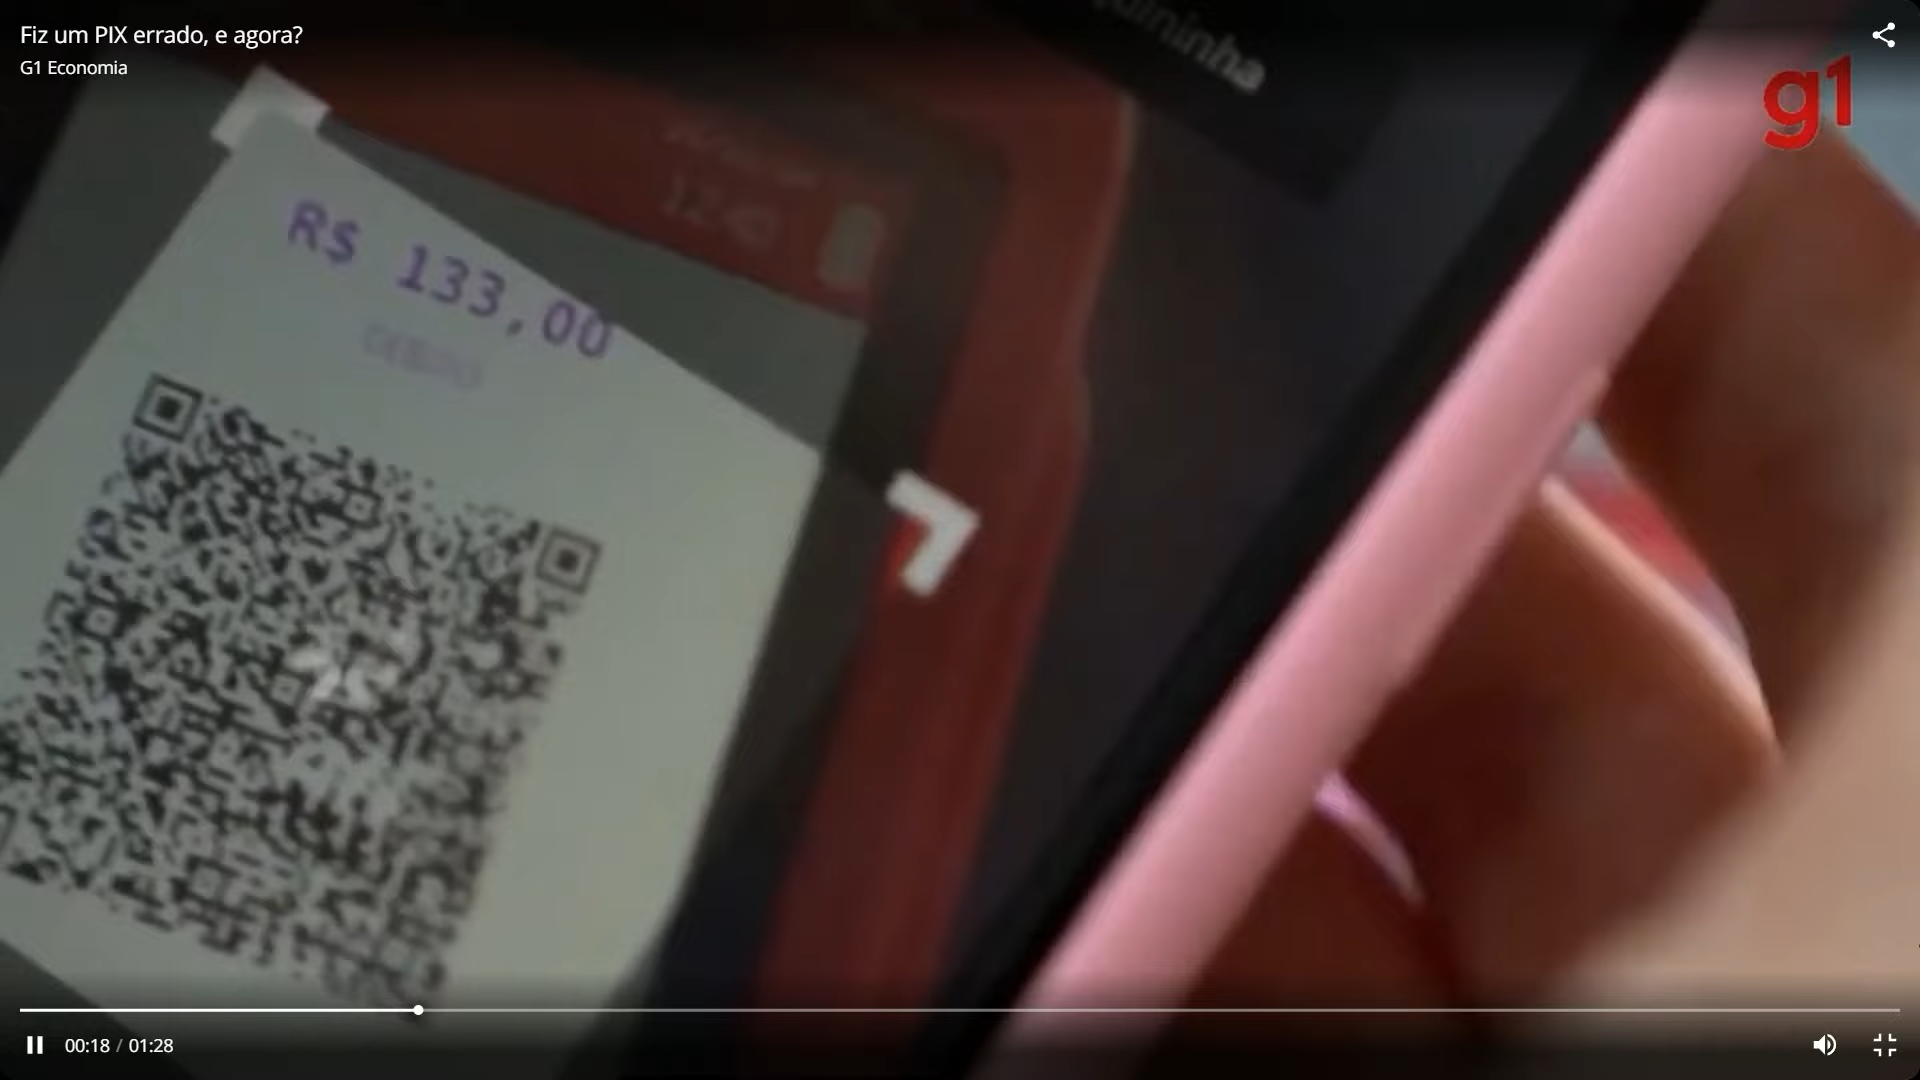 Fiz um PIX errado, e agora?
G1 Economia
g1
R$ 133,00
00:18 / 01:28